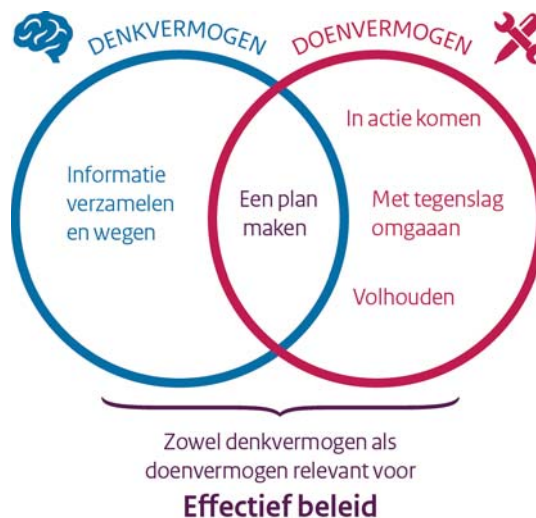 DENKVERMOGEN
DOENVERMOGEN
Informatie
verzamelen
en wegen
Een plan
maken
In actie komen
Met tegenslag
omgaaan
Volhouden
Zowel denkvermogen als
doenvermogen relevant voor
Effectief beleid